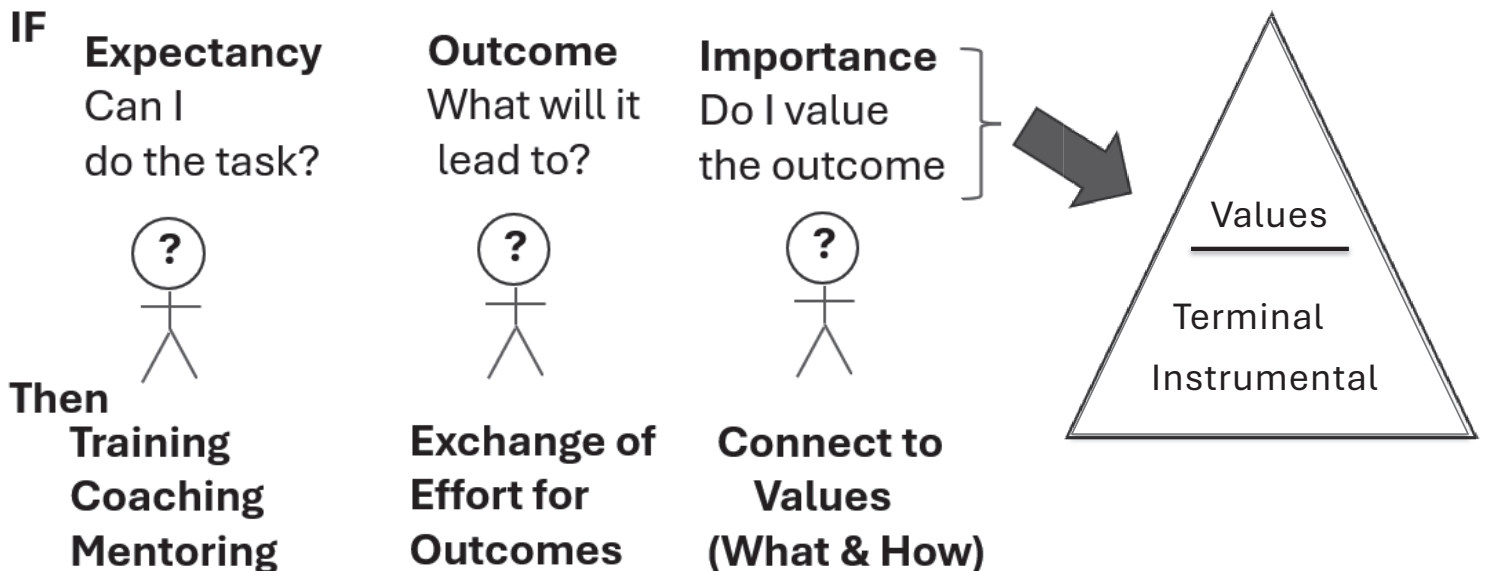 IF
Expectancy
Can I
do the task?
Outcome
What will it
lead to?
Importance
Do I value
the outcome
?
?
?
Then
Training
Coaching
Mentoring
Exchange of
Effort for
Outcomes
Connect to
Values
(What & How)
Values
Terminal
Instrumental